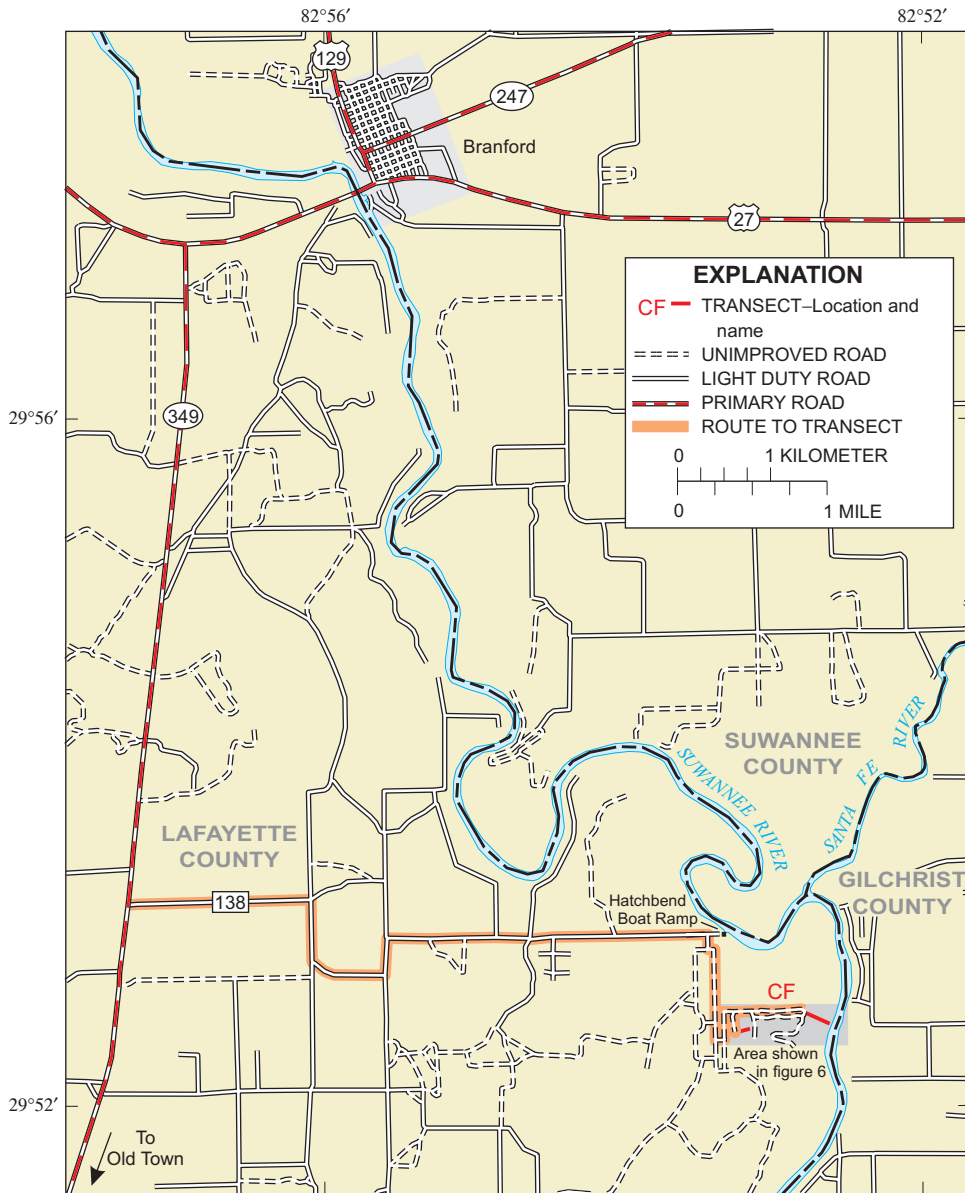 82°56′
82°52′
129
247
Branford
27
EXPLANATION
CF TRANSECT–Location and
name
UNIMPROVED ROAD
LIGHT DUTY ROAD
PRIMARY ROAD
ROUTE TO TRANSECT
0 1 KILOMETER
0 1 MILE
29°56′
349
SUWANNEE
COUNTY
SUWANNEE RIVER
SANTA FE RIVER
LAFAYETTE
COUNTY
GILCHRIST
COUNTY
138
Hatchbend
Boat Ramp
CF
Area shown
in figure 6
29°52′
To
Old Town